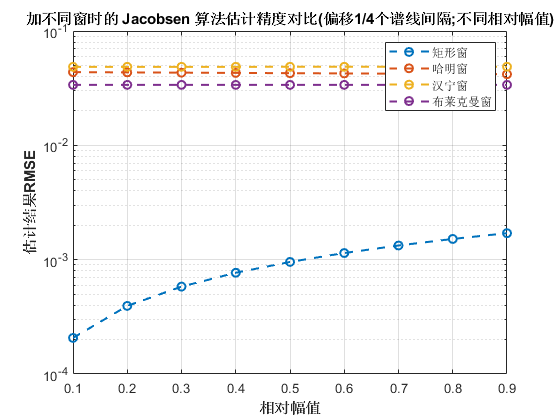 加不同窗时的 Jacobsen 算法估计精度对比(偏移1/4个谱线间隔;不同相对幅值)
10^-1
矩形窗
哈明窗
汉宁窗
布莱克曼窗
10^-2
估计结果RMSE
10^-3
10^-4
0.1 0.2 0.3 0.4 0.5 0.6 0.7 0.8 0.9
相对幅值